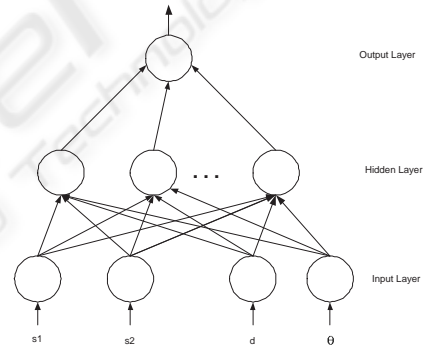 Output Layer
. . .
Hidden Layer
Input Layer
s1 s2 d θ